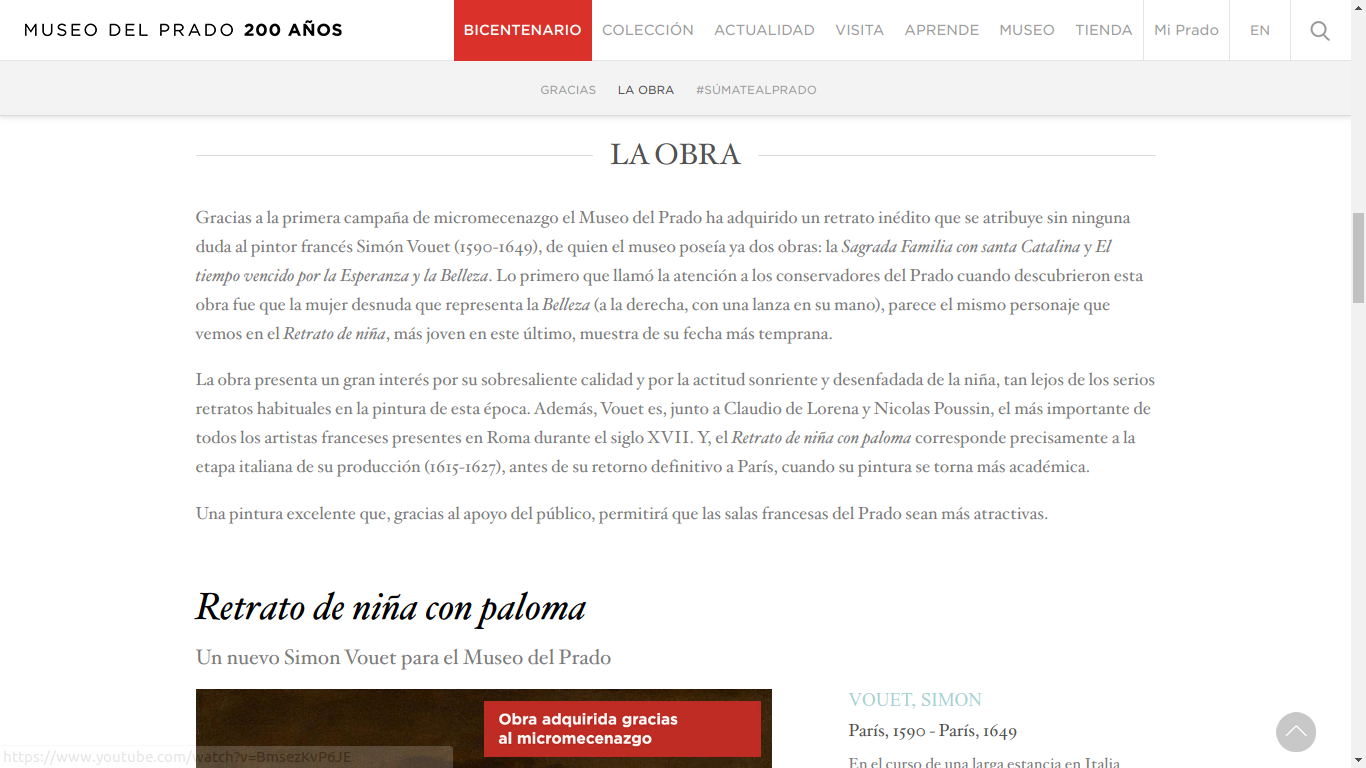 MUSEO DEL PRADO 200 AÑOS
BICENTENARIO COLECCIÓN ACTUALIDAD VISITA APRENDE MUSEO TIENDA Mi Prado EN
GRACIAS LA OBRA #SÚMATEALPRADO
LA OBRA
Gracias a la primera campaña de micromecenazgo el Museo del Prado ha adquirido un retrato inédito que se atribuye sin ninguna
duda al pintor francés Simón Vouet (1590-1649), de quien el museo poseía ya dos obras: la Sagrada Familia con santa Catalina y El
tiempo vencido por la Esperanza y la Belleza. Lo primero que llamó la atención a los conservadores del Prado cuando descubrieron esta
obra fue que la mujer desnuda que representa la Belleza (a la derecha, con una lanza en su mano), parece el mismo personaje que
vemos en el Retrato de niña, más joven en este último, muestra de su fecha más temprana.
La obra presenta un gran interés por su sobresaliente calidad y por la actitud sonriente y desenfadada de la niña, tan lejos de los serios
retratos habituales en la pintura de esta época. Además, Vouet es, junto a Claudio de Lorena y Nicolas Poussin, el más importante de
todos los artistas franceses presentes en Roma durante el siglo XVII. Y, el Retrato de niña con paloma corresponde precisamente a la
etapa italiana de su producción (1615-1627), antes de su retorno definitivo a París, cuando su pintura se torna más académica.
Una pintura excelente que, gracias al apoyo del público, permitirá que las salas francesas del Prado sean más atractivas.
Retrato de niña con paloma
Un nuevo Simon Vouet para el Museo del Prado
Obra adquirida gracias
al micromecenazgo
VOUET, SIMON
París, 1590 - París, 1649
En el curso de una larga estancia en Italia
https://www.youtube.com/watch?v=BmsezKvP6JE